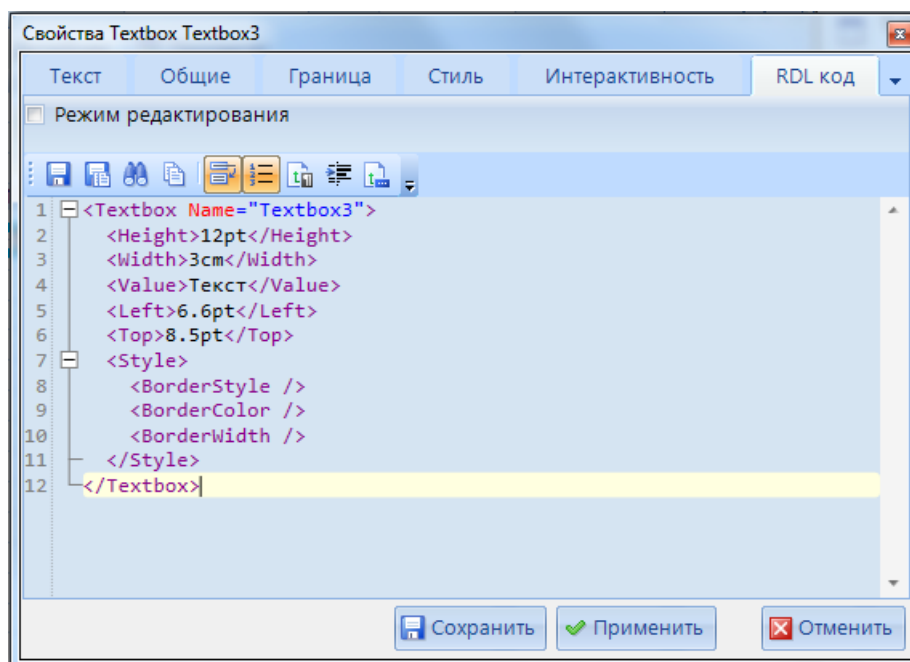 Свойства Textbox Textbox3
Текст Общие Граница Стиль Интерактивность RDL код
Режим редактирования
1 <Textbox Name="Textbox3">
2 <Height>12pt</Height>
3 <Width>3cm</Width>
4 <Value>Текст</Value>
5 <Left>6.6pt</Left>
6 <Top>8.5pt</Top>
7 <Style>
8 <BorderStyle />
9 <BorderColor />
10 <BorderWidth />
11 </Style>
12 </Textbox>
Сохранить Применить Отменить